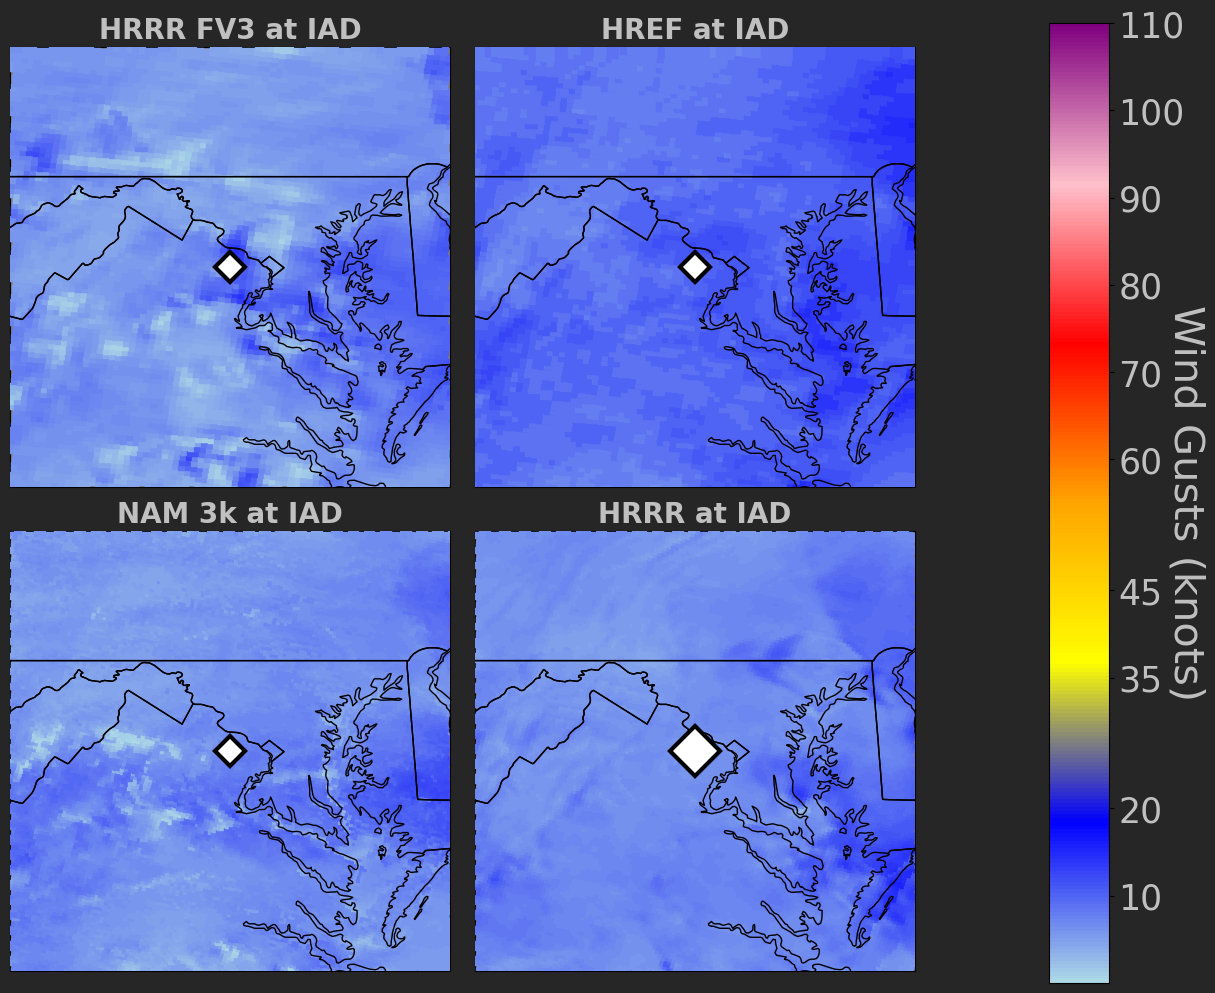 HRRR FV3 at IAD
HREF at IAD
NAM 3k at IAD
HRRR at IAD
110
100
90
80
70
60
45
35
20
10
Wind Gusts (knots)